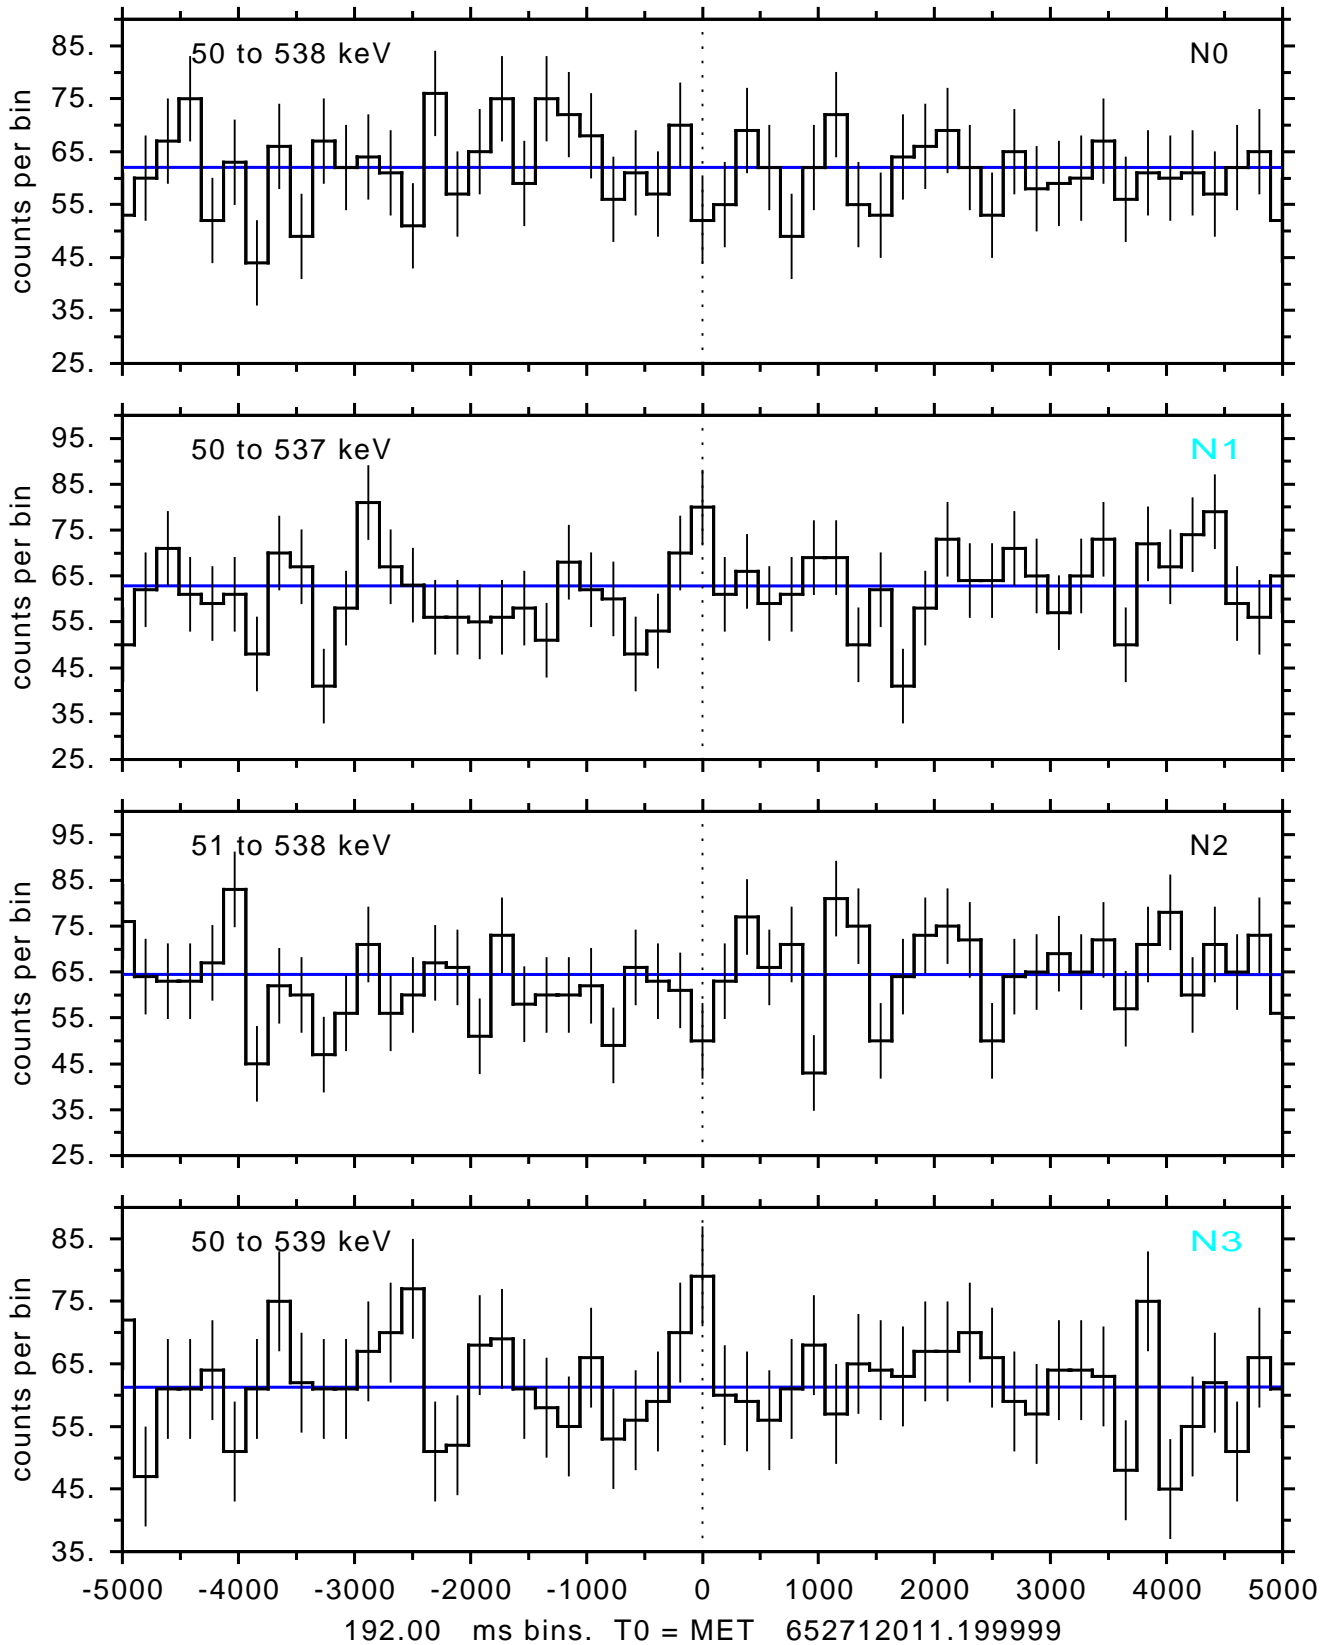 50 to 538 keV N0
85.
75.
65.
55.
45.
35.
25.
counts per bin
50 to 537 keV N1
95.
85.
75.
65.
55.
45.
35.
25.
counts per bin
51 to 538 keV N2
95.
85.
75.
65.
55.
45.
35.
25.
counts per bin
50 to 539 keV N3
85.
75.
65.
55.
45.
35.
counts per bin
-5000 -4000 -3000 -2000 -1000 0 1000 2000 3000 4000 5000
192.00 ms bins. T0 = MET 652712011.199999